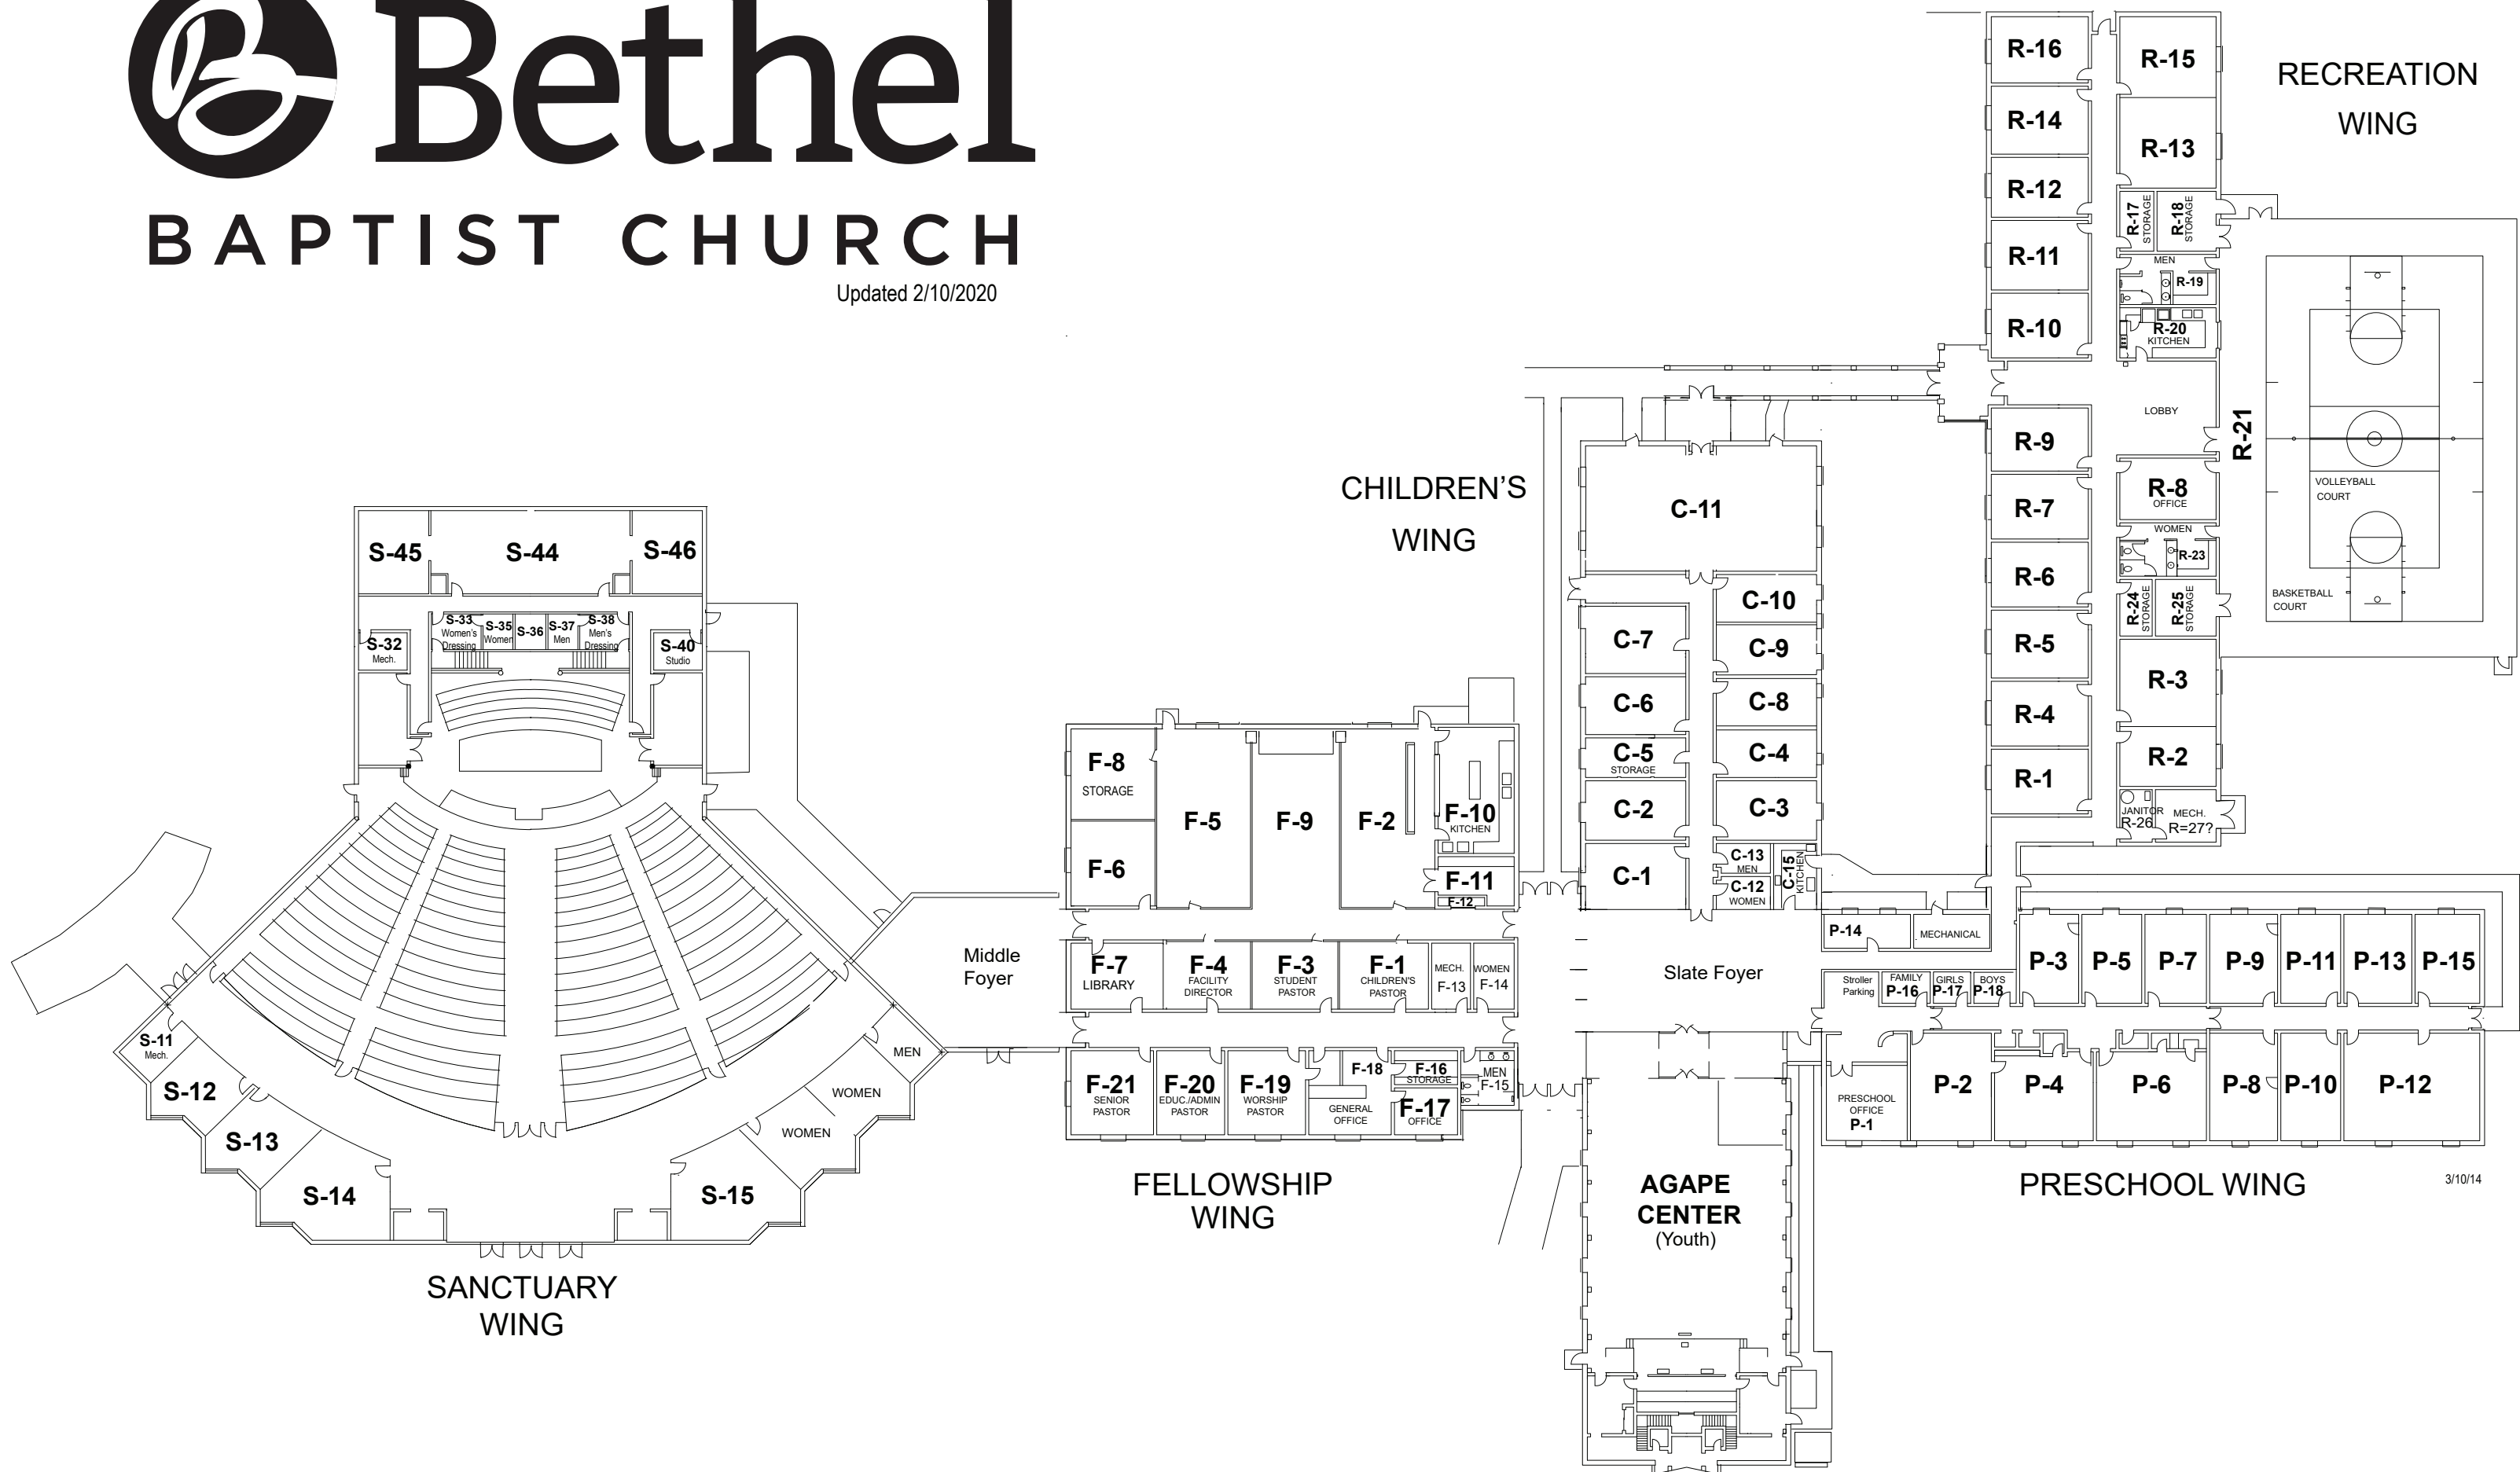 Bethel
BAPTIST CHURCH
Updated 2/10/2020
RECREATION
WING
R-16
R-15
R-14
R-13
R-12
R-17
STORAGE
R-18
STORAGE
R-11
MEN
R-19
R-10
R-20
KITCHEN
LOBBY
R-21
R-9
R-8
OFFICE
VOLLEYBALL
COURT
R-7
WOMEN
R-23
R-6
R-24
STORAGE
R-25
STORAGE
BASKETBALL
COURT
R-5
R-3
R-4
R-2
R-1
JANITOR
R-26
MECH.
R=27?
CHILDREN'S
WING
C-11
C-10
C-7
C-9
C-6
C-8
C-5
STORAGE
C-4
C-2
C-3
C-1
C-13
MEN
C-12
WOMEN
C-15
KITCHEN
S-45
S-44
S-46
S-33
Women's
Dressing
S-35
Women
S-36
S-37
Men
S-38
Men's
Dressing
S-32
Mech.
S-40
Studio
S-11
Mech.
S-12
S-13
S-14
S-15
MEN
WOMEN
WOMEN
SANCTUARY
WING
Middle
Foyer
F-8
STORAGE
F-6
F-5
F-9
F-2
F-10
KITCHEN
F-11
F-12
F-7
LIBRARY
F-4
FACILITY
DIRECTOR
F-3
STUDENT
PASTOR
F-1
CHILDREN'S
PASTOR
MECH.
F-13
WOMEN
F-14
F-21
SENIOR
PASTOR
F-20
EDUC./ADMIN
PASTOR
F-19
WORSHIP
PASTOR
F-18
GENERAL
OFFICE
F-16
STORAGE
F-17
OFFICE
MEN
F-15
FELLOWSHIP
WING
Slate Foyer
AGAPE
CENTER
(Youth)
P-14
MECHANICAL
Stroller
Parking
FAMILY
P-16
GIRLS
P-17
BOYS
P-18
P-3
P-5
P-7
P-9
P-11
P-13
P-15
PRESCHOOL
OFFICE
P-1
P-2
P-4
P-6
P-8
P-10
P-12
PRESCHOOL WING
3/10/14